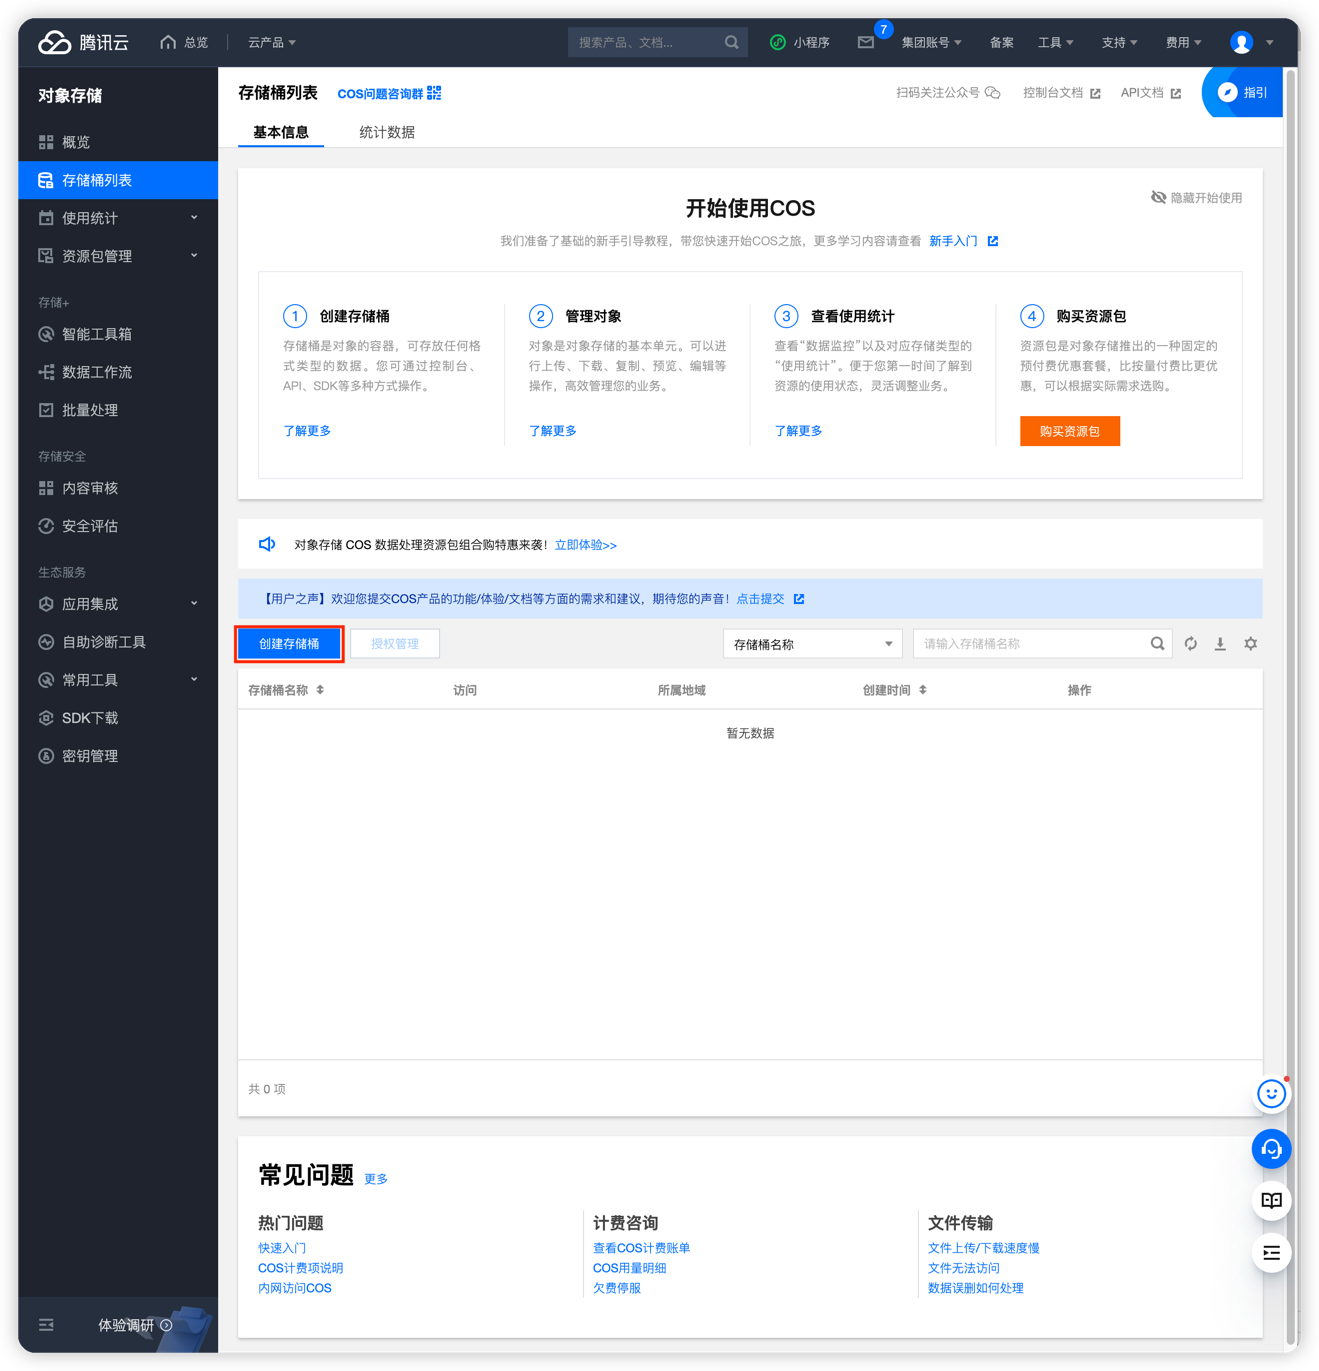 腾讯云
总览
云产品
搜索产品、文档...
小程序
7
集团账号
备案
工具
支持
费用
对象存储
概览
存储桶列表
使用统计
资源包管理
存储+
智能工具箱
数据工作流
批量处理
存储安全
内容审核
安全评估
生态服务
应用集成
自助诊断工具
常用工具
SDK下载
密钥管理
体验调研
存储桶列表
COS问题咨询群
扫码关注公众号
控制台文档
API文档
指引
基本信息
统计数据
隐藏开始使用
开始使用COS
我们准备了基础的新手引导教程，带您快速开始COS之旅，更多学习内容请查看 新手入门
1 创建存储桶
存储桶是对象的容器，可存放任何格
式类型的数据。您可通过控制台、
API、SDK等多种方式操作。
了解更多
2 管理对象
对象是对象存储的基本单元。可以进
行上传、下载、复制、预览、编辑等
操作，高效管理您的业务。
了解更多
3 查看使用统计
查看“数据监控”以及对应存储类型的
“使用统计”。便于您第一时间了解到
资源的使用状态，灵活调整业务。
了解更多
4 购买资源包
资源包是对象存储推出的一种固定的
预付费优惠套餐，比按量付费比更优
惠，可以根据实际需求选购。
购买资源包
对象存储 COS 数据处理资源包组合购特惠来袭！立即体验>>
【用户之声】欢迎您提交COS产品的功能/体验/文档等方面的需求和建议，期待您的声音！点击提交
创建存储桶
授权管理
存储桶名称
请输入存储桶名称
存储桶名称
访问
所属地域
创建时间
操作
暂无数据
共 0 项
常见问题 更多
热门问题
快速入门
COS计费项说明
内网访问COS
计费咨询
查看COS计费账单
COS用量明细
欠费停服
文件传输
文件上传/下载速度慢
文件无法访问
数据误删如何处理